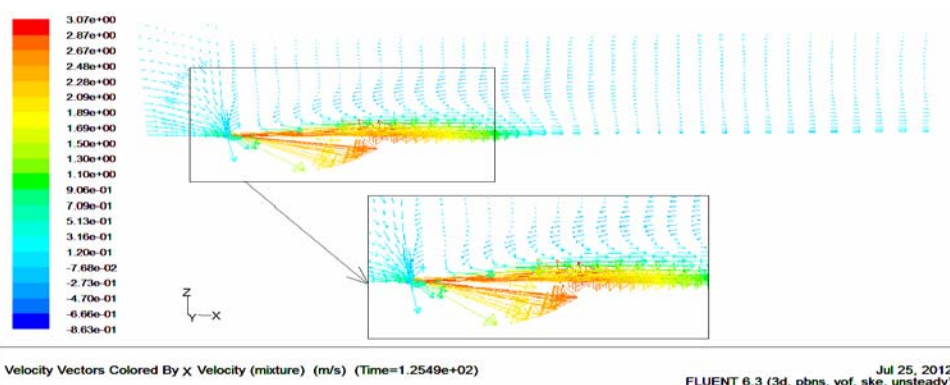 3.07e+00
2.87e+00
2.67e+00
2.48e+00
2.28e+00
2.09e+00
1.89e+00
1.69e+00
1.50e+00
1.30e+00
1.10e+00
9.06e-01
7.09e-01
5.13e-01
3.16e-01
1.20e-01
-7.68e-02
-2.73e-01
-4.70e-01
-6.66e-01
-8.63e-01
Z
Y X
Velocity Vectors Colored By X Velocity (mixture) (m/s) (Time=1.2549e+02)
Jul 25, 201
FLUENT 6.3 (3d, pbns, vof, ske, unsteady)